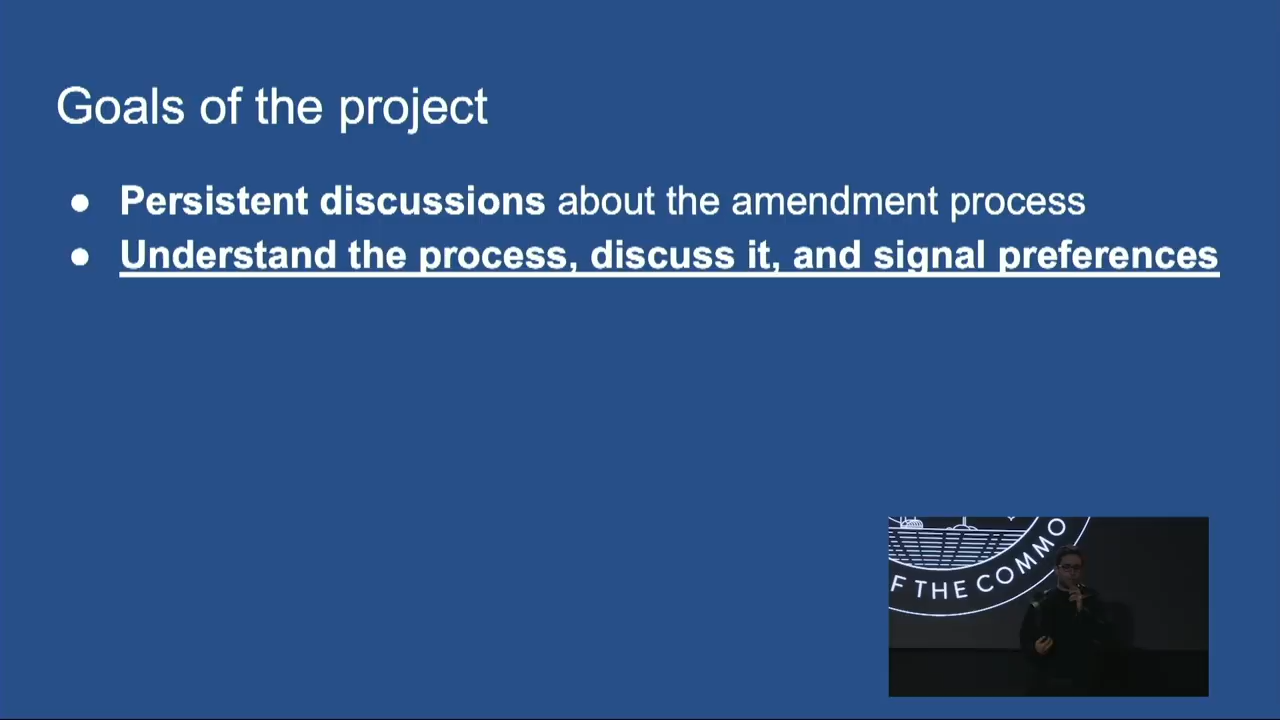 Goals of the project
● Persistent discussions about the amendment process
● Understand the process, discuss it, and signal preferences
OF THE COMMO